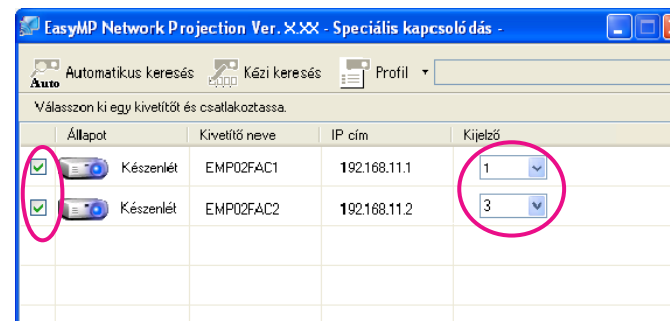 EasyMP Network Projection Ver. X.XX - Speciális kapcsolódás -
Auto Automatikus keresés Kézi keresés Profil
Válasszon ki egy kivetítőt és csatlakoztassa.
Állapot Kivetítő neve IP cím Kijelző
Készenlét EMP02FAC1 192.168.11.1 1
Készenlét EMP02FAC2 192.168.11.2 3